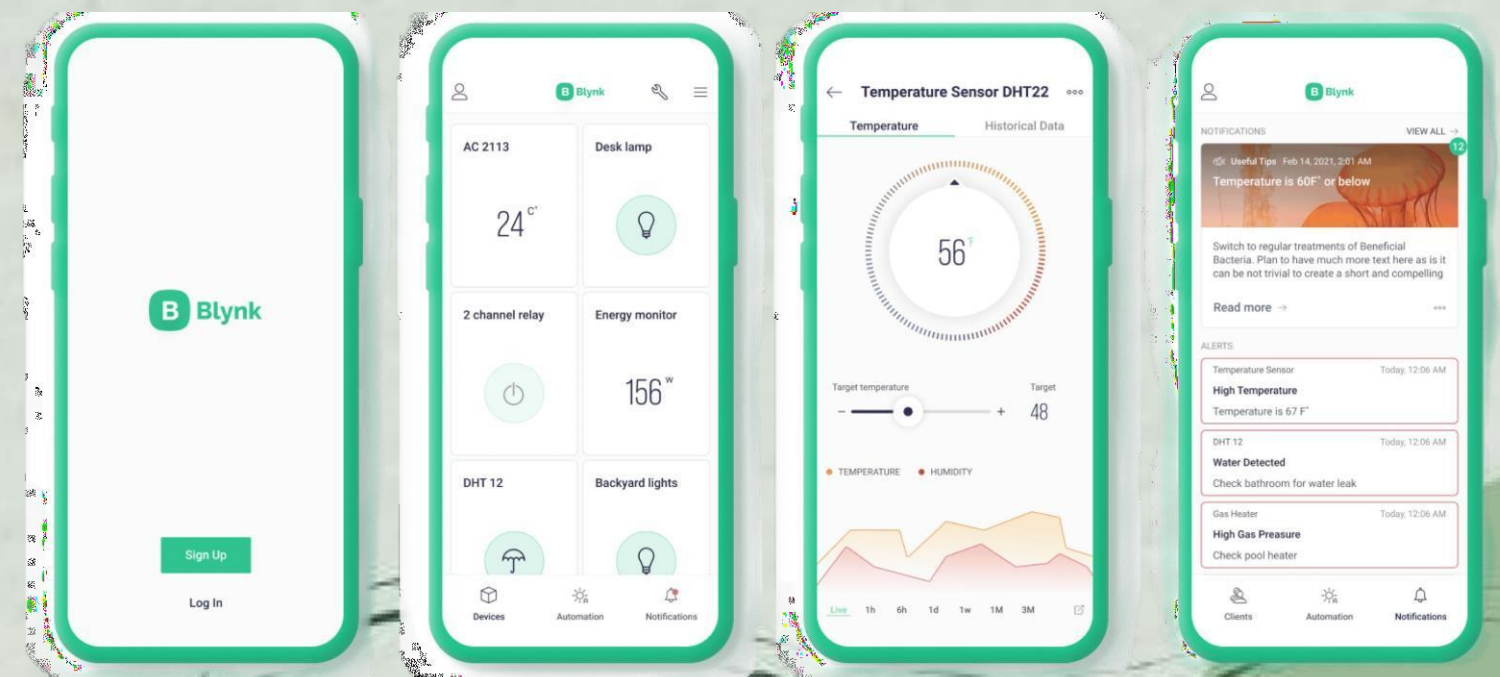 B Blynk
Sign Up
Log In
B Blynk
AC 2113
Desk lamp
24 C°
2 channel relay
Energy monitor
156 W
DHT 12
Backyard lights
Devices
Automation
Notifications
Temperature Sensor DHT22
Temperature
Historical Data
56 °F
Target temperature
Target
− +
48
TEMPERATURE
HUMIDITY
Live 1h 6h 1d 1w 1M 3M
B Blynk
NOTIFICATIONS
VIEW ALL →
12
Useful Tips Feb 14, 2021, 2:01 AM
Temperature is 60F° or below
Switch to regular treatments of Beneficial
Bacteria. Plan to have much more text here as is it
can be not trivial to create a short and compelling
Read more →
ALERTS
Temperature Sensor
Today, 12:06 AM
High Temperature
Temperature is 67 F°
DHT 12
Today, 12:06 AM
Water Detected
Check bathroom for water leak
Gas Heater
Today, 12:06 AM
High Gas Preasure
Check pool heater
Clients
Automation
Notifications